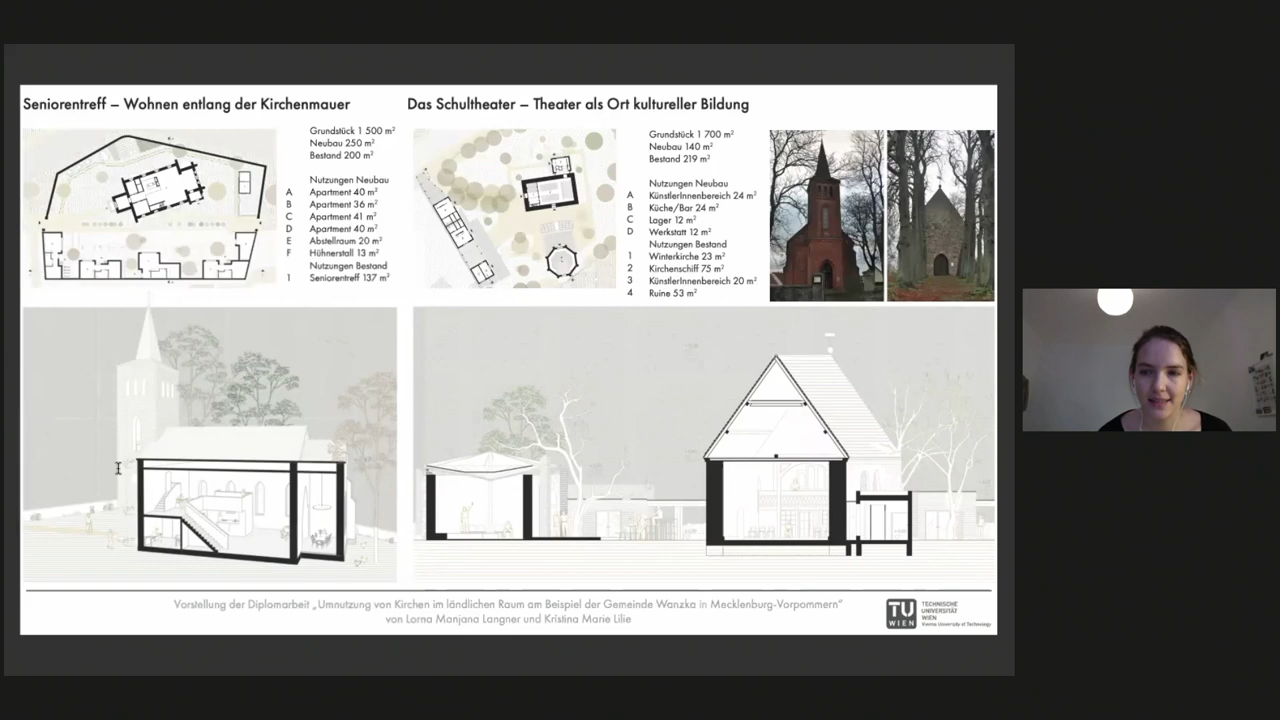 Seniorentreff – Wohnen entlang der Kirchenmauer
Grundstück 1 500 m²
Neubau 250 m²
Bestand 200 m²
Nutzungen Neubau
A Apartment 40 m²
B Apartment 36 m²
C Apartment 41 m²
D Apartment 40 m²
E Abstellraum 20 m²
F Hühnerstall 13 m²
Nutzungen Bestand
1 Seniorentreff 137 m²
Das Schultheater – Theater als Ort kultureller Bildung
Grundstück 1 700 m²
Neubau 140 m²
Bestand 219 m²
Nutzungen Neubau
A KünstlerInnenbereich 24 m²
B Küche/Bar 24 m²
C Lager 12 m²
D Werkstatt 12 m²
Nutzungen Bestand
1 Winterkirche 23 m²
2 Kirchenschiff 75 m²
3 KünstlerInnenbereich 20 m²
4 Ruine 53 m²
Vorstellung der Diplomarbeit „Umnutzung von Kirchen im ländlichen Raum am Beispiel der Gemeinde Wanzka in Mecklenburg-Vorpommern“
von Lorna Manjana Langner und Kristina Marie Lilie
TU
WIEN
TECHNISCHE
UNIVERSITÄT
WIEN
Vienna University of Technology